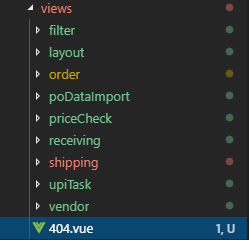 views
filter
layout
order
poDataImport
priceCheck
receiving
shipping
upiTask
vendor
404.vue 1, U